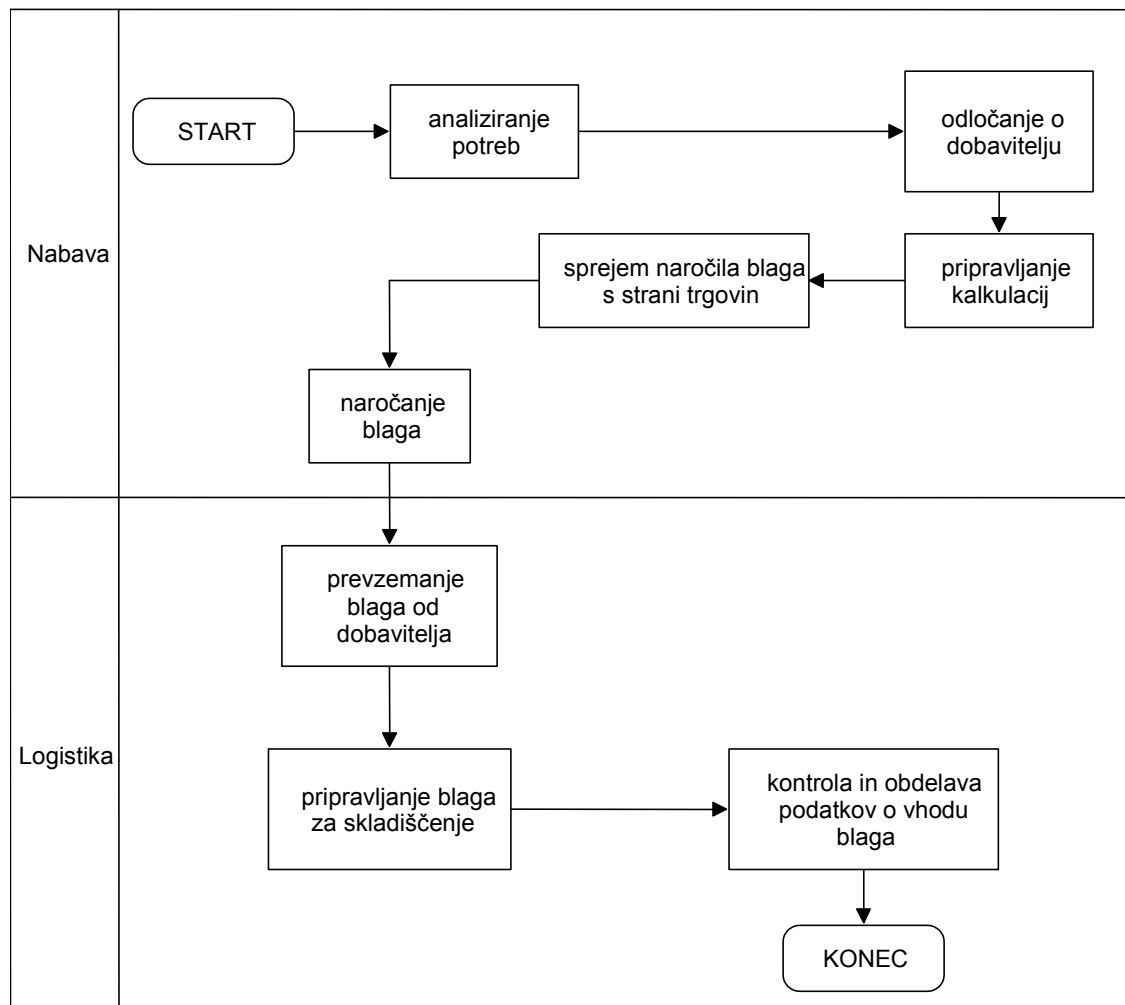 Nabava
START
analiziranje
potreb
odločanje o
dobavitelju
pripravljanje
kalkulacij
sprejem naročila blaga
s strani trgovin
naročanje
blaga
Logistika
prevzemanje
blaga od
dobavitelja
pripravljanje blaga
za skladiščenje
kontrola in obdelava
podatkov o vhodu
blaga
KONEC